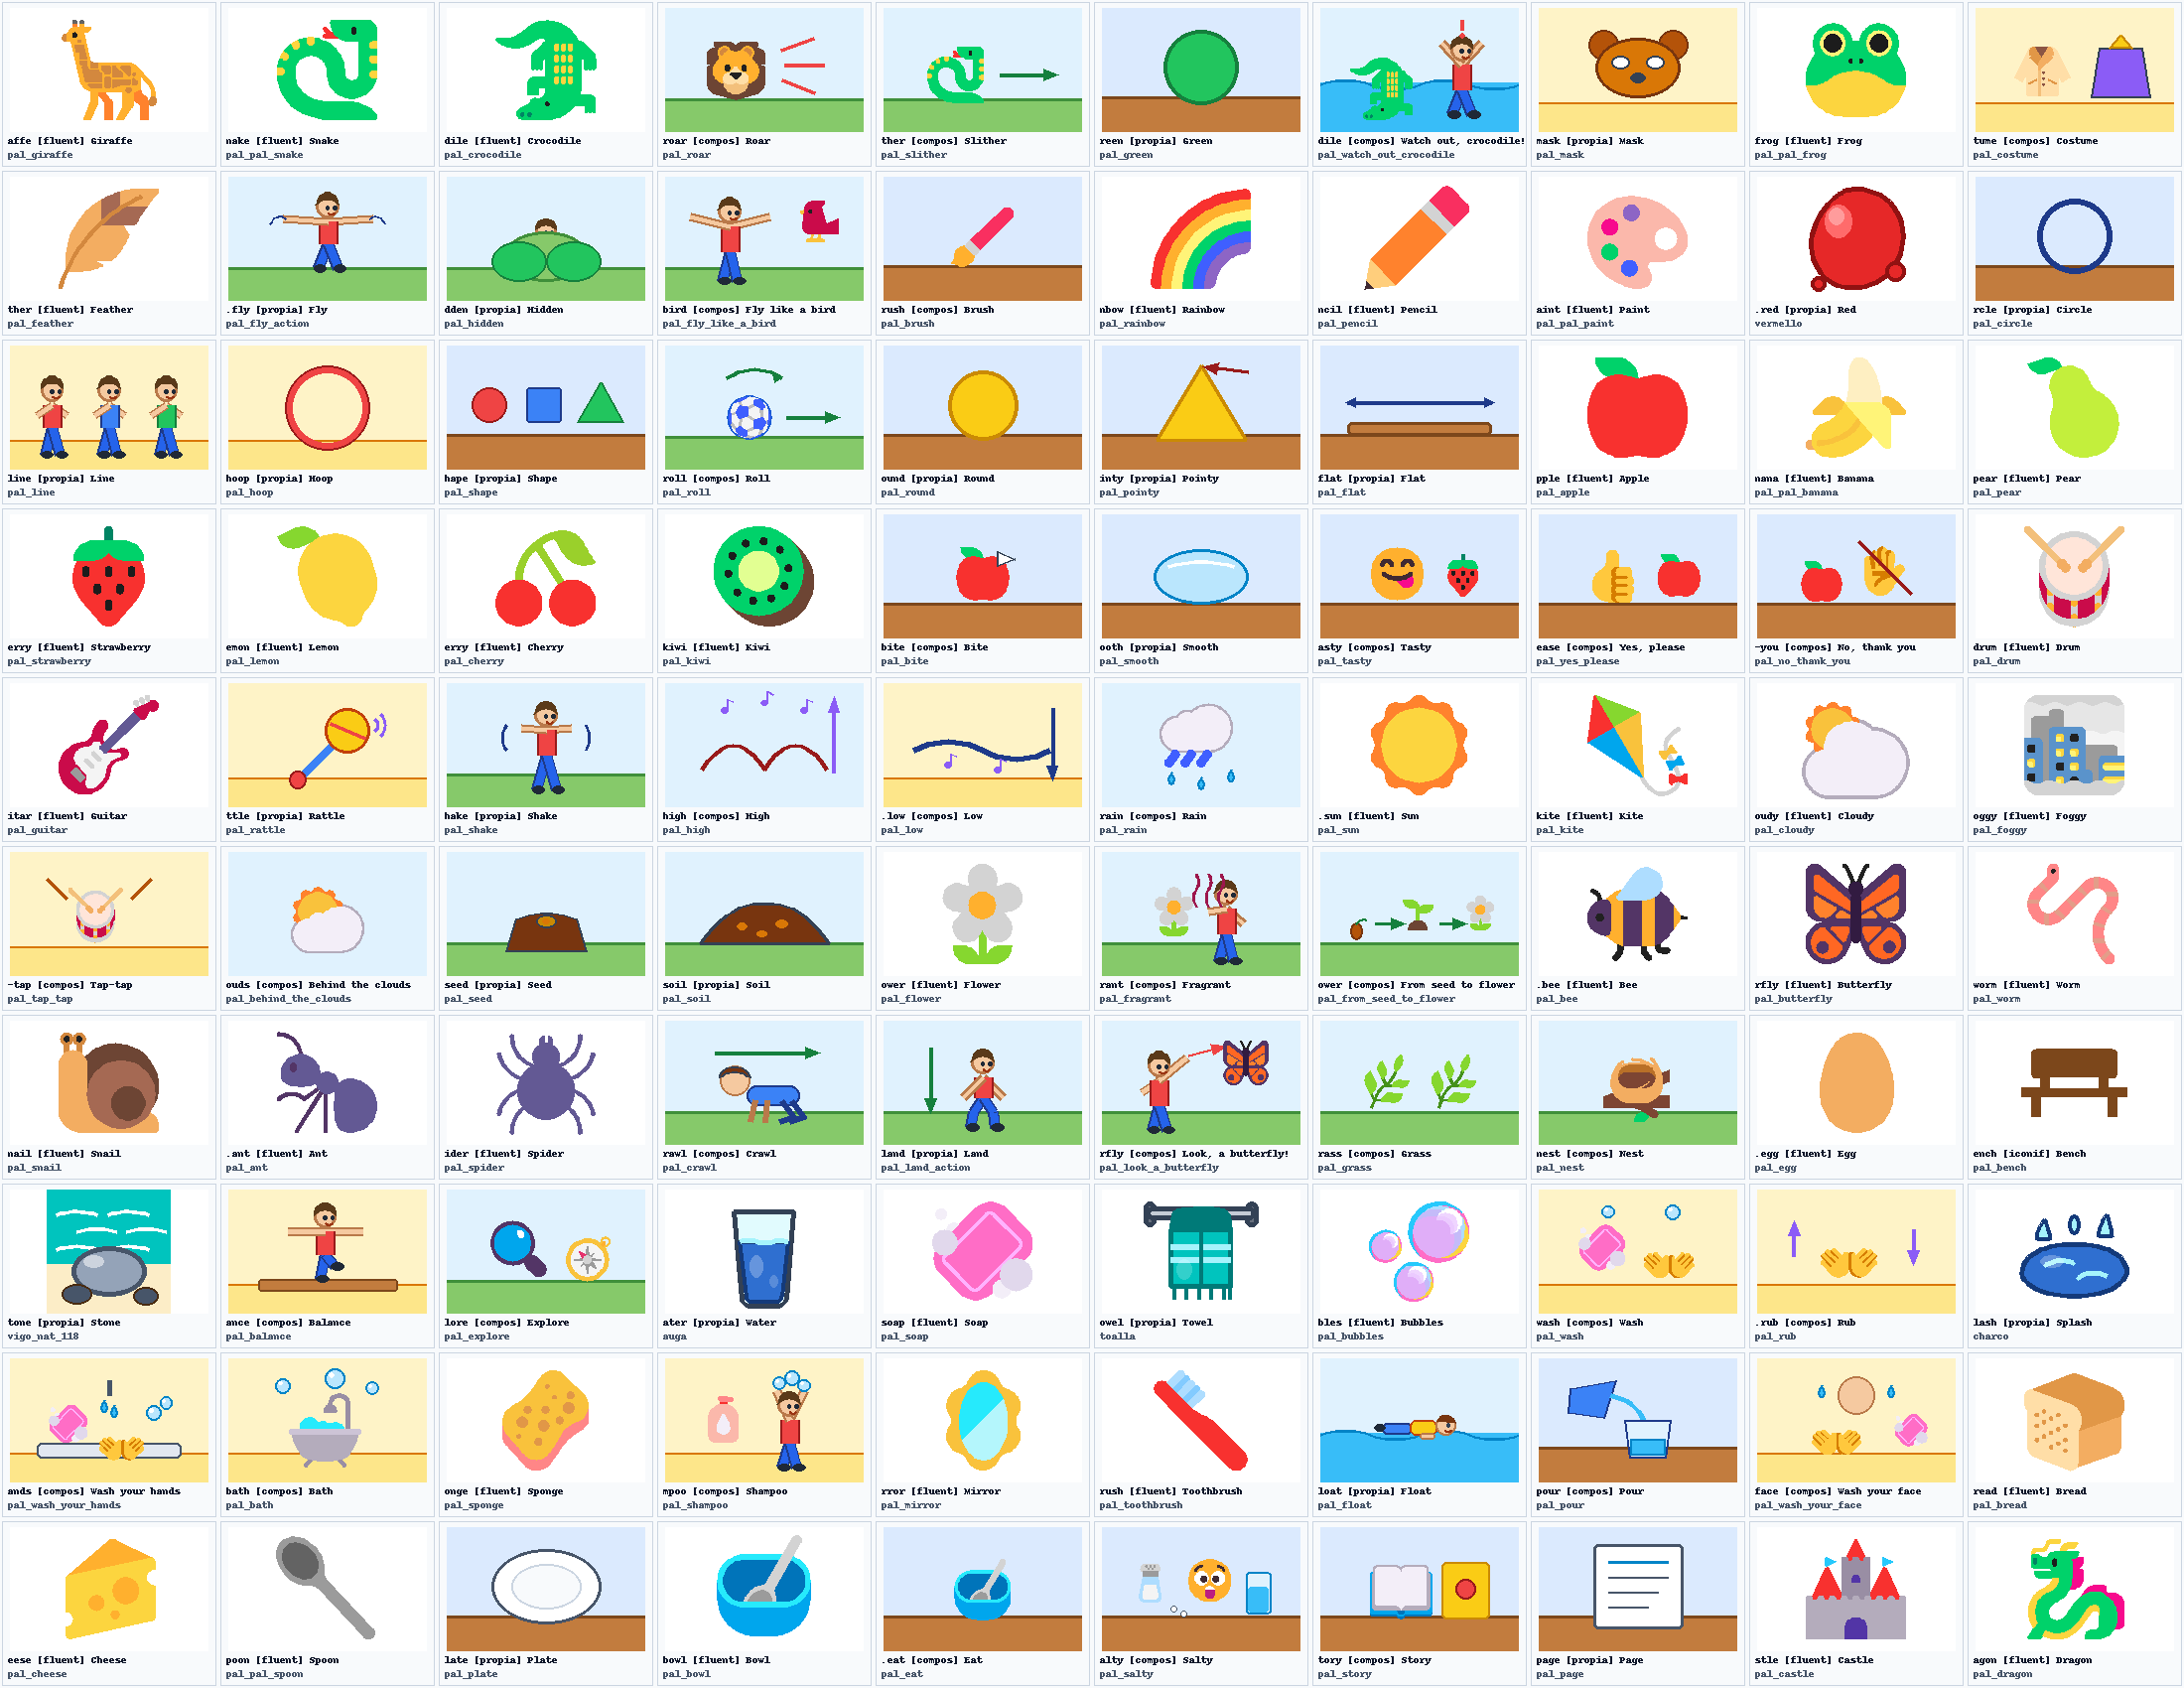 affe [fluent] Giraffe
pal_giraffe
nake [fluent] Snake
pal_pal_snake
dile [fluent] Crocodile
pal_crocodile
roar [compos] Roar
pal_roar
ther [compos] Slither
pal_slither
reen [propia] Green
pal_green
dile [compos] Watch out, crocodile!
pal_watch_out_crocodile
mask [propia] Mask
pal_mask
frog [fluent] Frog
pal_pal_frog
tume [compos] Costume
pal_costume
ther [fluent] Feather
pal_feather
.fly [propia] Fly
pal_fly_action
dden [propia] Hidden
pal_hidden
bird [compos] Fly like a bird
pal_fly_like_a_bird
rush [compos] Brush
pal_brush
nbow [fluent] Rainbow
pal_rainbow
ncil [fluent] Pencil
pal_pencil
aint [fluent] Paint
pal_pal_paint
.red [propia] Red
vermello
rcle [propia] Circle
pal_circle
line [propia] Line
pal_line
hoop [propia] Hoop
pal_hoop
hape [propia] Shape
pal_shape
roll [compos] Roll
pal_roll
ound [propia] Round
pal_round
inty [propia] Pointy
pal_pointy
flat [propia] Flat
pal_flat
pple [fluent] Apple
pal_apple
nana [fluent] Banana
pal_pal_banana
pear [fluent] Pear
pal_pear
erry [fluent] Strawberry
pal_strawberry
emon [fluent] Lemon
pal_lemon
erry [fluent] Cherry
pal_cherry
kiwi [fluent] Kiwi
pal_kiwi
bite [compos] Bite
pal_bite
ooth [propia] Smooth
pal_smooth
asty [compos] Tasty
pal_tasty
ease [compos] Yes, please
pal_yes_please
-you [compos] No, thank you
pal_no_thank_you
drum [fluent] Drum
pal_drum
itar [fluent] Guitar
pal_guitar
ttle [propia] Rattle
pal_rattle
hake [propia] Shake
pal_shake
high [compos] High
pal_high
.low [compos] Low
pal_low
rain [compos] Rain
pal_rain
.sun [fluent] Sun
pal_sun
kite [fluent] Kite
pal_kite
oudy [fluent] Cloudy
pal_cloudy
oggy [fluent] Foggy
pal_foggy
-tap [compos] Tap-tap
pal_tap_tap
ouds [compos] Behind the clouds
pal_behind_the_clouds
seed [propia] Seed
pal_seed
soil [propia] Soil
pal_soil
ower [fluent] Flower
pal_flower
rant [compos] Fragrant
pal_fragrant
ower [compos] From seed to flower
pal_from_seed_to_flower
.bee [fluent] Bee
pal_bee
rfly [fluent] Butterfly
pal_butterfly
worm [fluent] Worm
pal_worm
nail [fluent] Snail
pal_snail
.ant [fluent] Ant
pal_ant
ider [fluent] Spider
pal_spider
rawl [compos] Crawl
pal_crawl
land [propia] Land
pal_land_action
rfly [compos] Look, a butterfly!
pal_look_a_butterfly
rass [compos] Grass
pal_grass
nest [compos] Nest
pal_nest
.egg [fluent] Egg
pal_egg
ench [iconif] Bench
pal_bench
tone [propia] Stone
vigo_nat_118
ance [compos] Balance
pal_balance
lore [compos] Explore
pal_explore
ater [propia] Water
auga
soap [fluent] Soap
pal_soap
owel [propia] Towel
toalla
bles [fluent] Bubbles
pal_bubbles
wash [compos] Wash
pal_wash
.rub [compos] Rub
pal_rub
lash [propia] Splash
charco
ands [compos] Wash your hands
pal_wash_your_hands
bath [compos] Bath
pal_bath
onge [fluent] Sponge
pal_sponge
mpoo [compos] Shampoo
pal_shampoo
rror [fluent] Mirror
pal_mirror
rush [fluent] Toothbrush
pal_toothbrush
loat [propia] Float
pal_float
pour [compos] Pour
pal_pour
face [compos] Wash your face
pal_wash_your_face
read [fluent] Bread
pal_bread
eese [fluent] Cheese
pal_cheese
poon [fluent] Spoon
pal_pal_spoon
late [propia] Plate
pal_plate
bowl [fluent] Bowl
pal_bowl
.eat [compos] Eat
pal_eat
alty [compos] Salty
pal_salty
tory [compos] Story
pal_story
page [propia] Page
pal_page
stle [fluent] Castle
pal_castle
agon [fluent] Dragon
pal_dragon